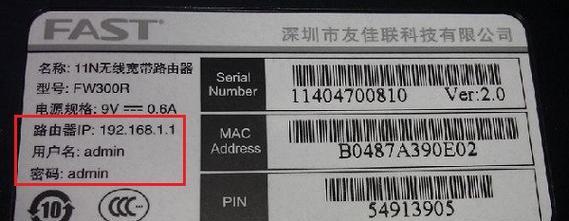 FAST
深圳市友佳联科技有限公司
名称: 11N无线宽带路由器
型号: FW300R
电源规格: 9V 0.6A
路由器IP: 192.168.1.1
用户名: admin
密码: admin
10
CCC
Serial Number
11404700810 Ver:2.0
MAC Address
B0487A390E02
PIN
54913905